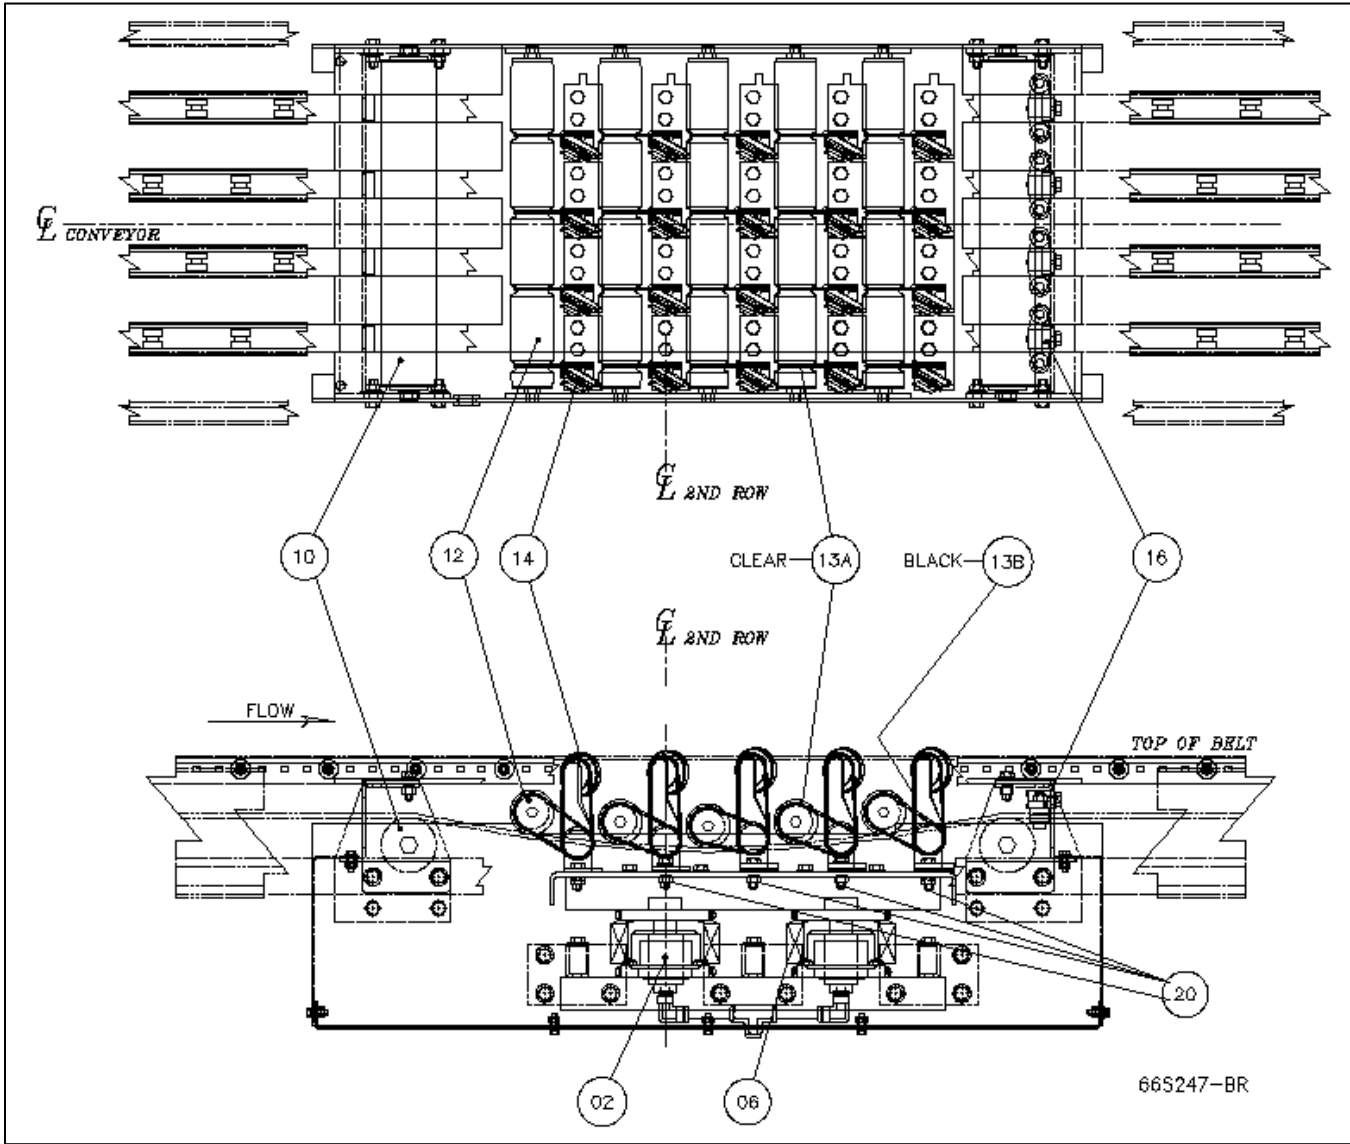 CL CONVEYOR
CL 2ND ROW
10
12
14
CLEAR 13A
BLACK 13B
16
CL 2ND ROW
FLOW
TOP OF BELT
20
02
06
66S247-BR